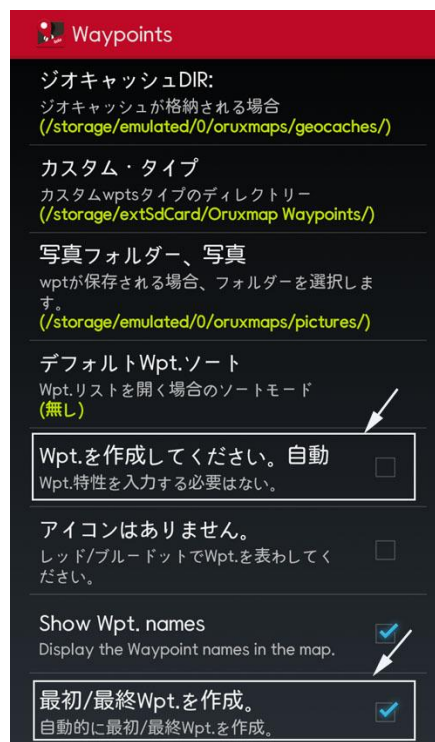 Waypoints
ジオキャッシュDIR:
ジオキャッシュが格納される場合
(/storage/emulated/0/oruxmaps/geocaches/)
カスタム・タイプ
カスタムwptsタイプのディレクトリー
(/storage/extSdCard/Oruxmap Waypoints/)
写真フォルダー、写真
wptが保存される場合、フォルダーを選択しま
す。
(/storage/emulated/0/oruxmaps/pictures/)
デフォルトWpt.ソート
Wpt.リストを開く場合のソートモード
(無し)
Wpt.を作成してください。自動
Wpt.特性を入力する必要はない。
アイコンはありません。
レッド/ブルードットでWpt.を表わしてく
ださい。
Show Wpt. names
Display the Waypoint names in the map.
最初/最終Wpt.を作成。
自動的に最初/最終Wpt.を作成。